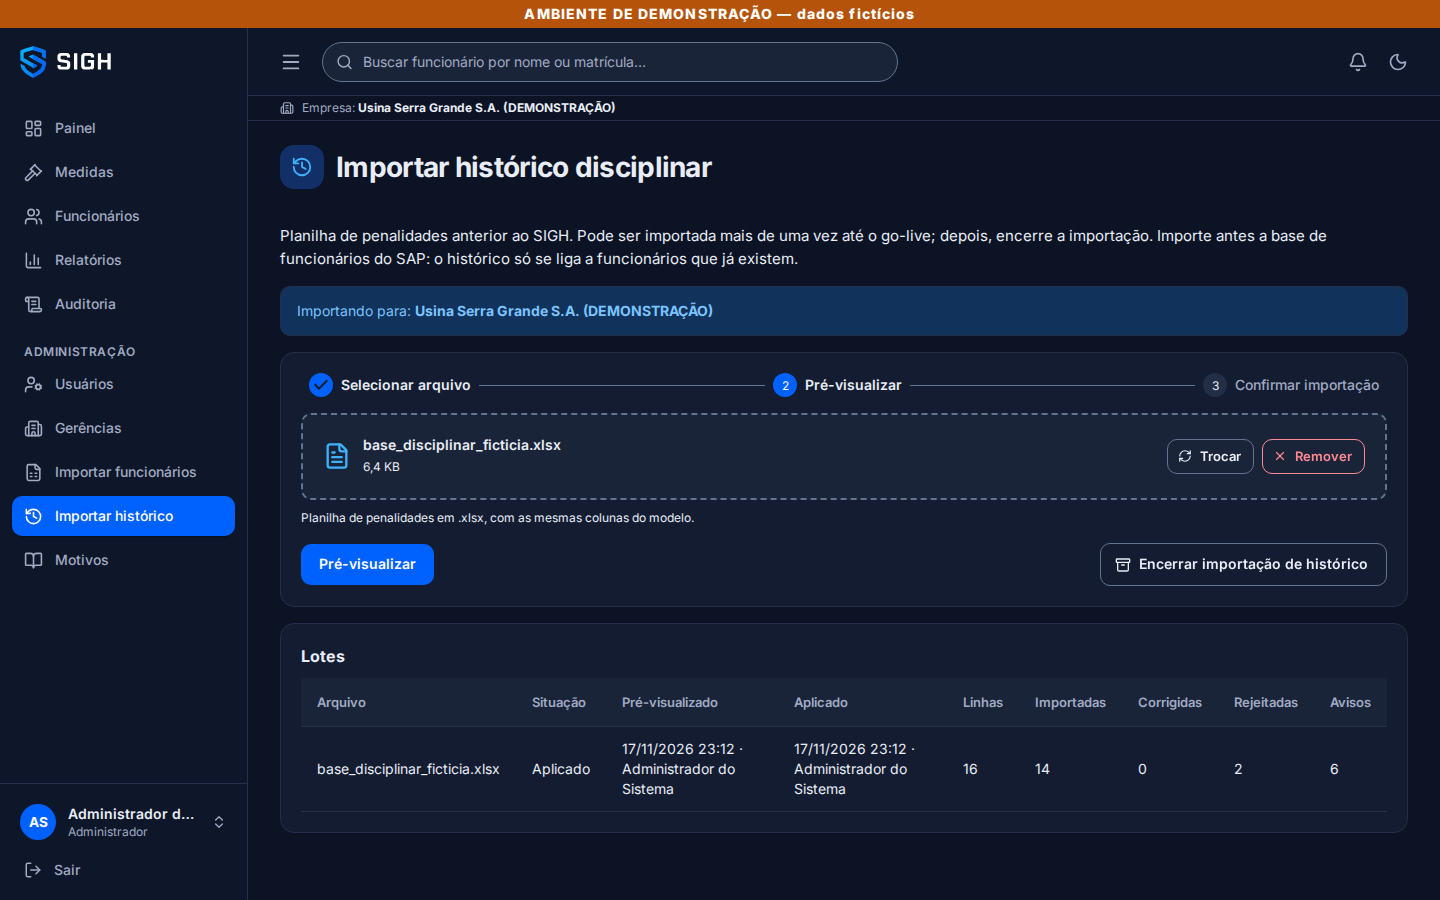 AMBIENTE DE DEMONSTRAÇÃO — dados fictícios
SIGH
Buscar funcionário por nome ou matrícula...
Empresa: Usina Serra Grande S.A. (DEMONSTRAÇÃO)
Painel
Medidas
Funcionários
Relatórios
Auditoria
ADMINISTRAÇÃO
Usuários
Gerências
Importar funcionários
Importar histórico
Motivos
AS
Administrador d...
Administrador
Sair
Importar histórico disciplinar
Planilha de penalidades anterior ao SIGH. Pode ser importada mais de uma vez até o go-live; depois, encerre a importação. Importe antes a base de
funcionários do SAP: o histórico só se liga a funcionários que já existem.
Importando para: Usina Serra Grande S.A. (DEMONSTRAÇÃO)
Selecionar arquivo
2 Pré-visualizar
3 Confirmar importação
base_disciplinar_ficticia.xlsx
6,4 KB
Trocar
Remover
Planilha de penalidades em .xlsx, com as mesmas colunas do modelo.
Pré-visualizar
Encerrar importação de histórico
Lotes
Arquivo Situação Pré-visualizado Aplicado Linhas Importadas Corrigidas Rejeitadas Avisos
base_disciplinar_ficticia.xlsx
Aplicado
17/11/2026 23:12 ·
Administrador do
Sistema
17/11/2026 23:12 ·
Administrador do
Sistema
16
14
0
2
6